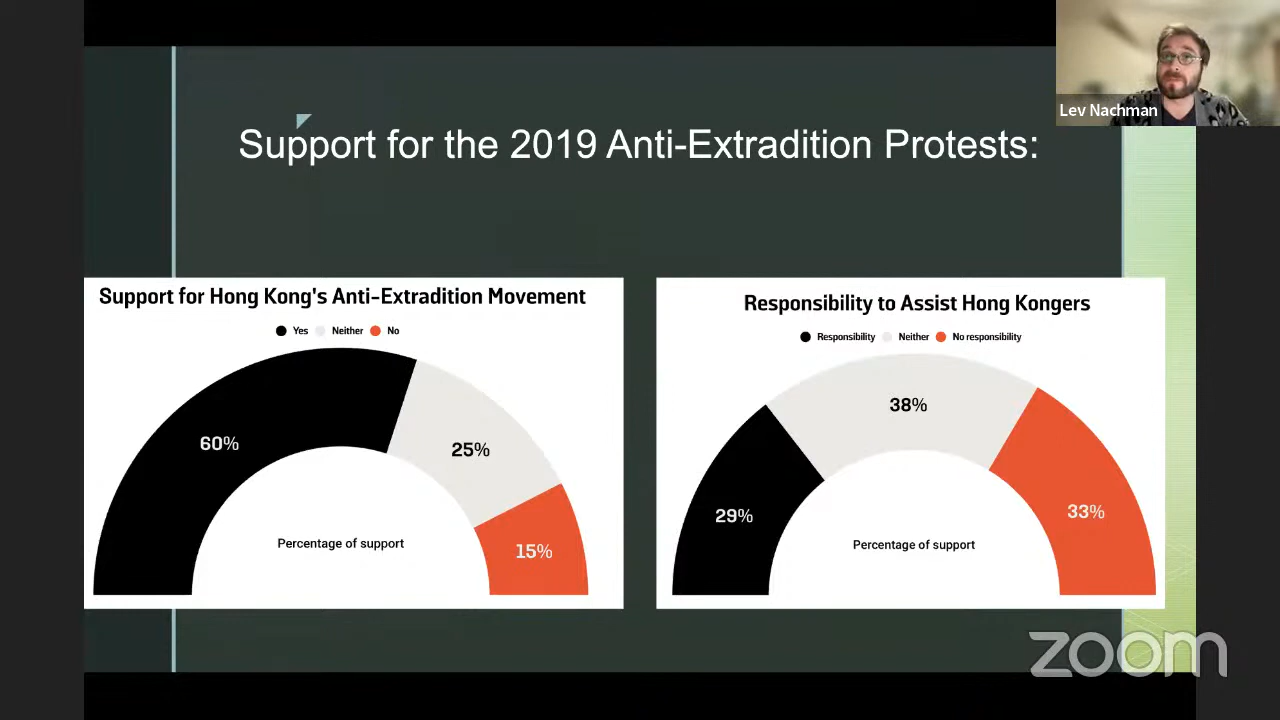 Lev Nachman
Support for the 2019 Anti-Extradition Protests:
Support for Hong Kong's Anti-Extradition Movement
Yes Neither No
60%
25%
15%
Percentage of support
Responsibility to Assist Hong Kongers
Responsibility Neither No responsibility
29%
38%
33%
Percentage of support
zoom